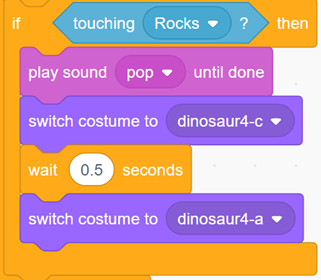 if touching Rocks ? then
play sound pop until done
switch costume to dinosaur4-c
wait 0.5 seconds
switch costume to dinosaur4-a